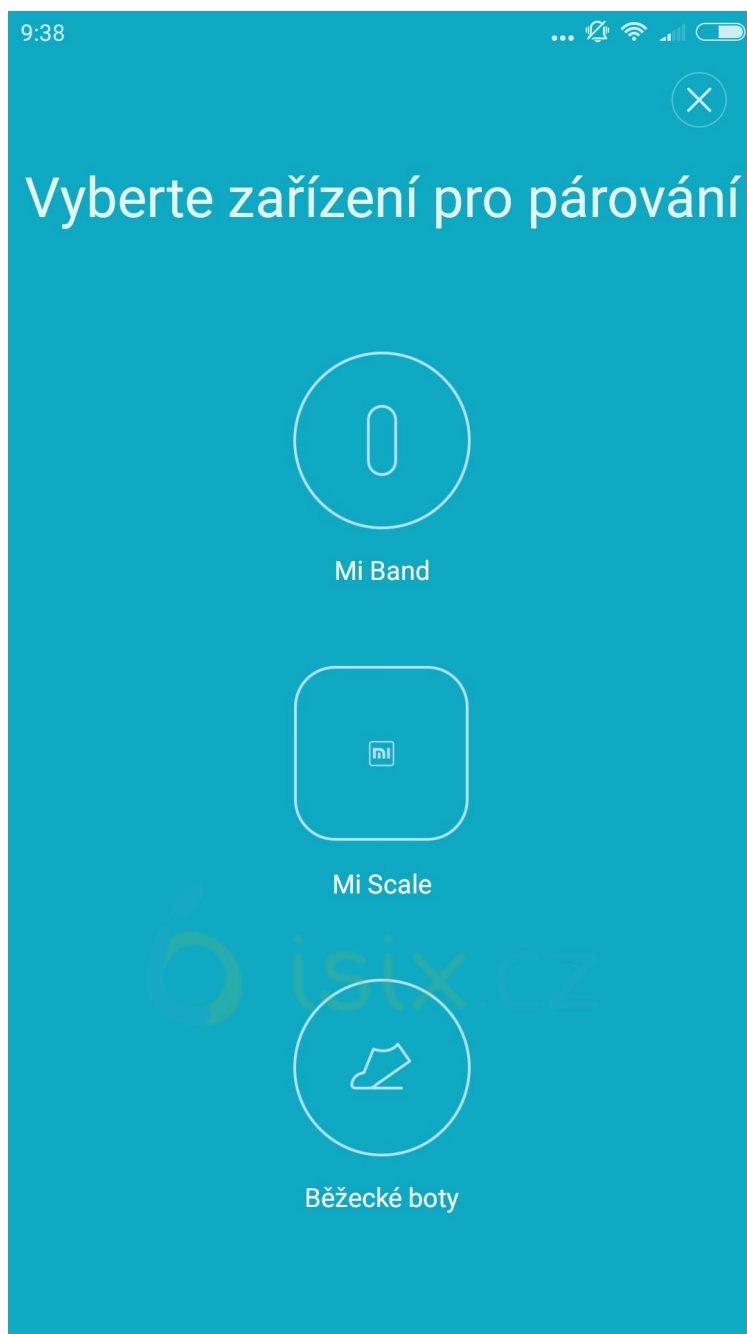 9:38
Vyberte zařízení pro párování
Mi Band
mi
Mi Scale
isix.cz
Běžecké boty